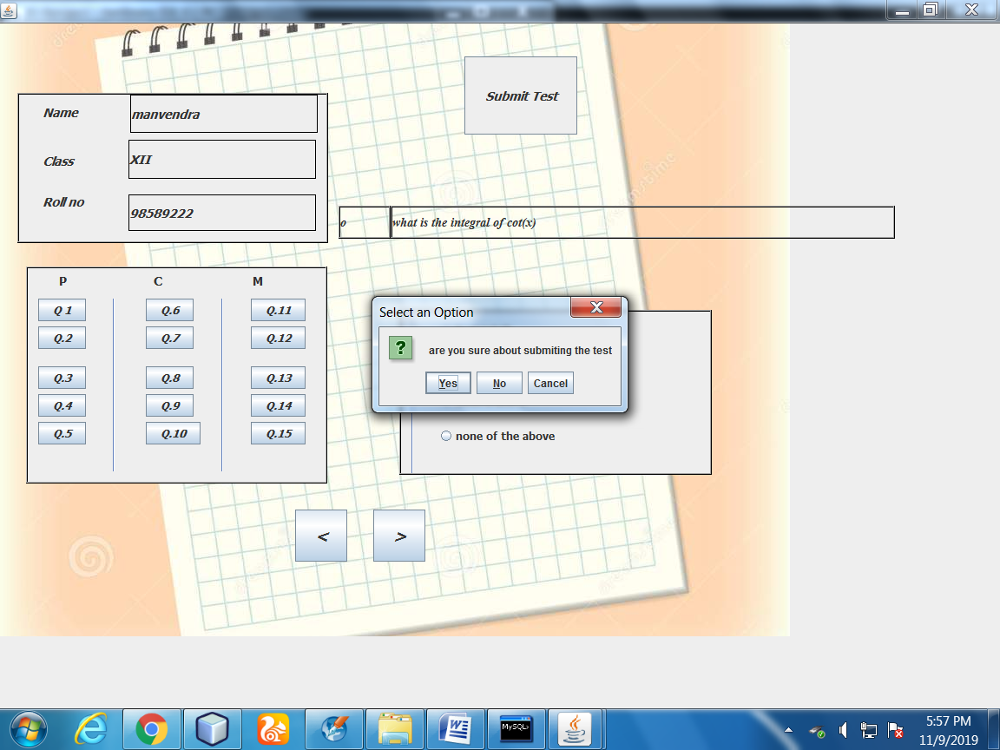 Submit Test
Name manvendra
Class XII
Roll no 98589222
o what is the integral of cot(x)
P C M
Q 1 Q.6 Q.11
Q.2 Q.7 Q.12
Q.3 Q.8 Q.13
Q.4 Q.9 Q.14
Q.5 Q.10 Q.15
Select an Option
? are you sure about submiting the test
Yes No Cancel
none of the above
< >
MySQL>
5:57 PM
11/9/2019